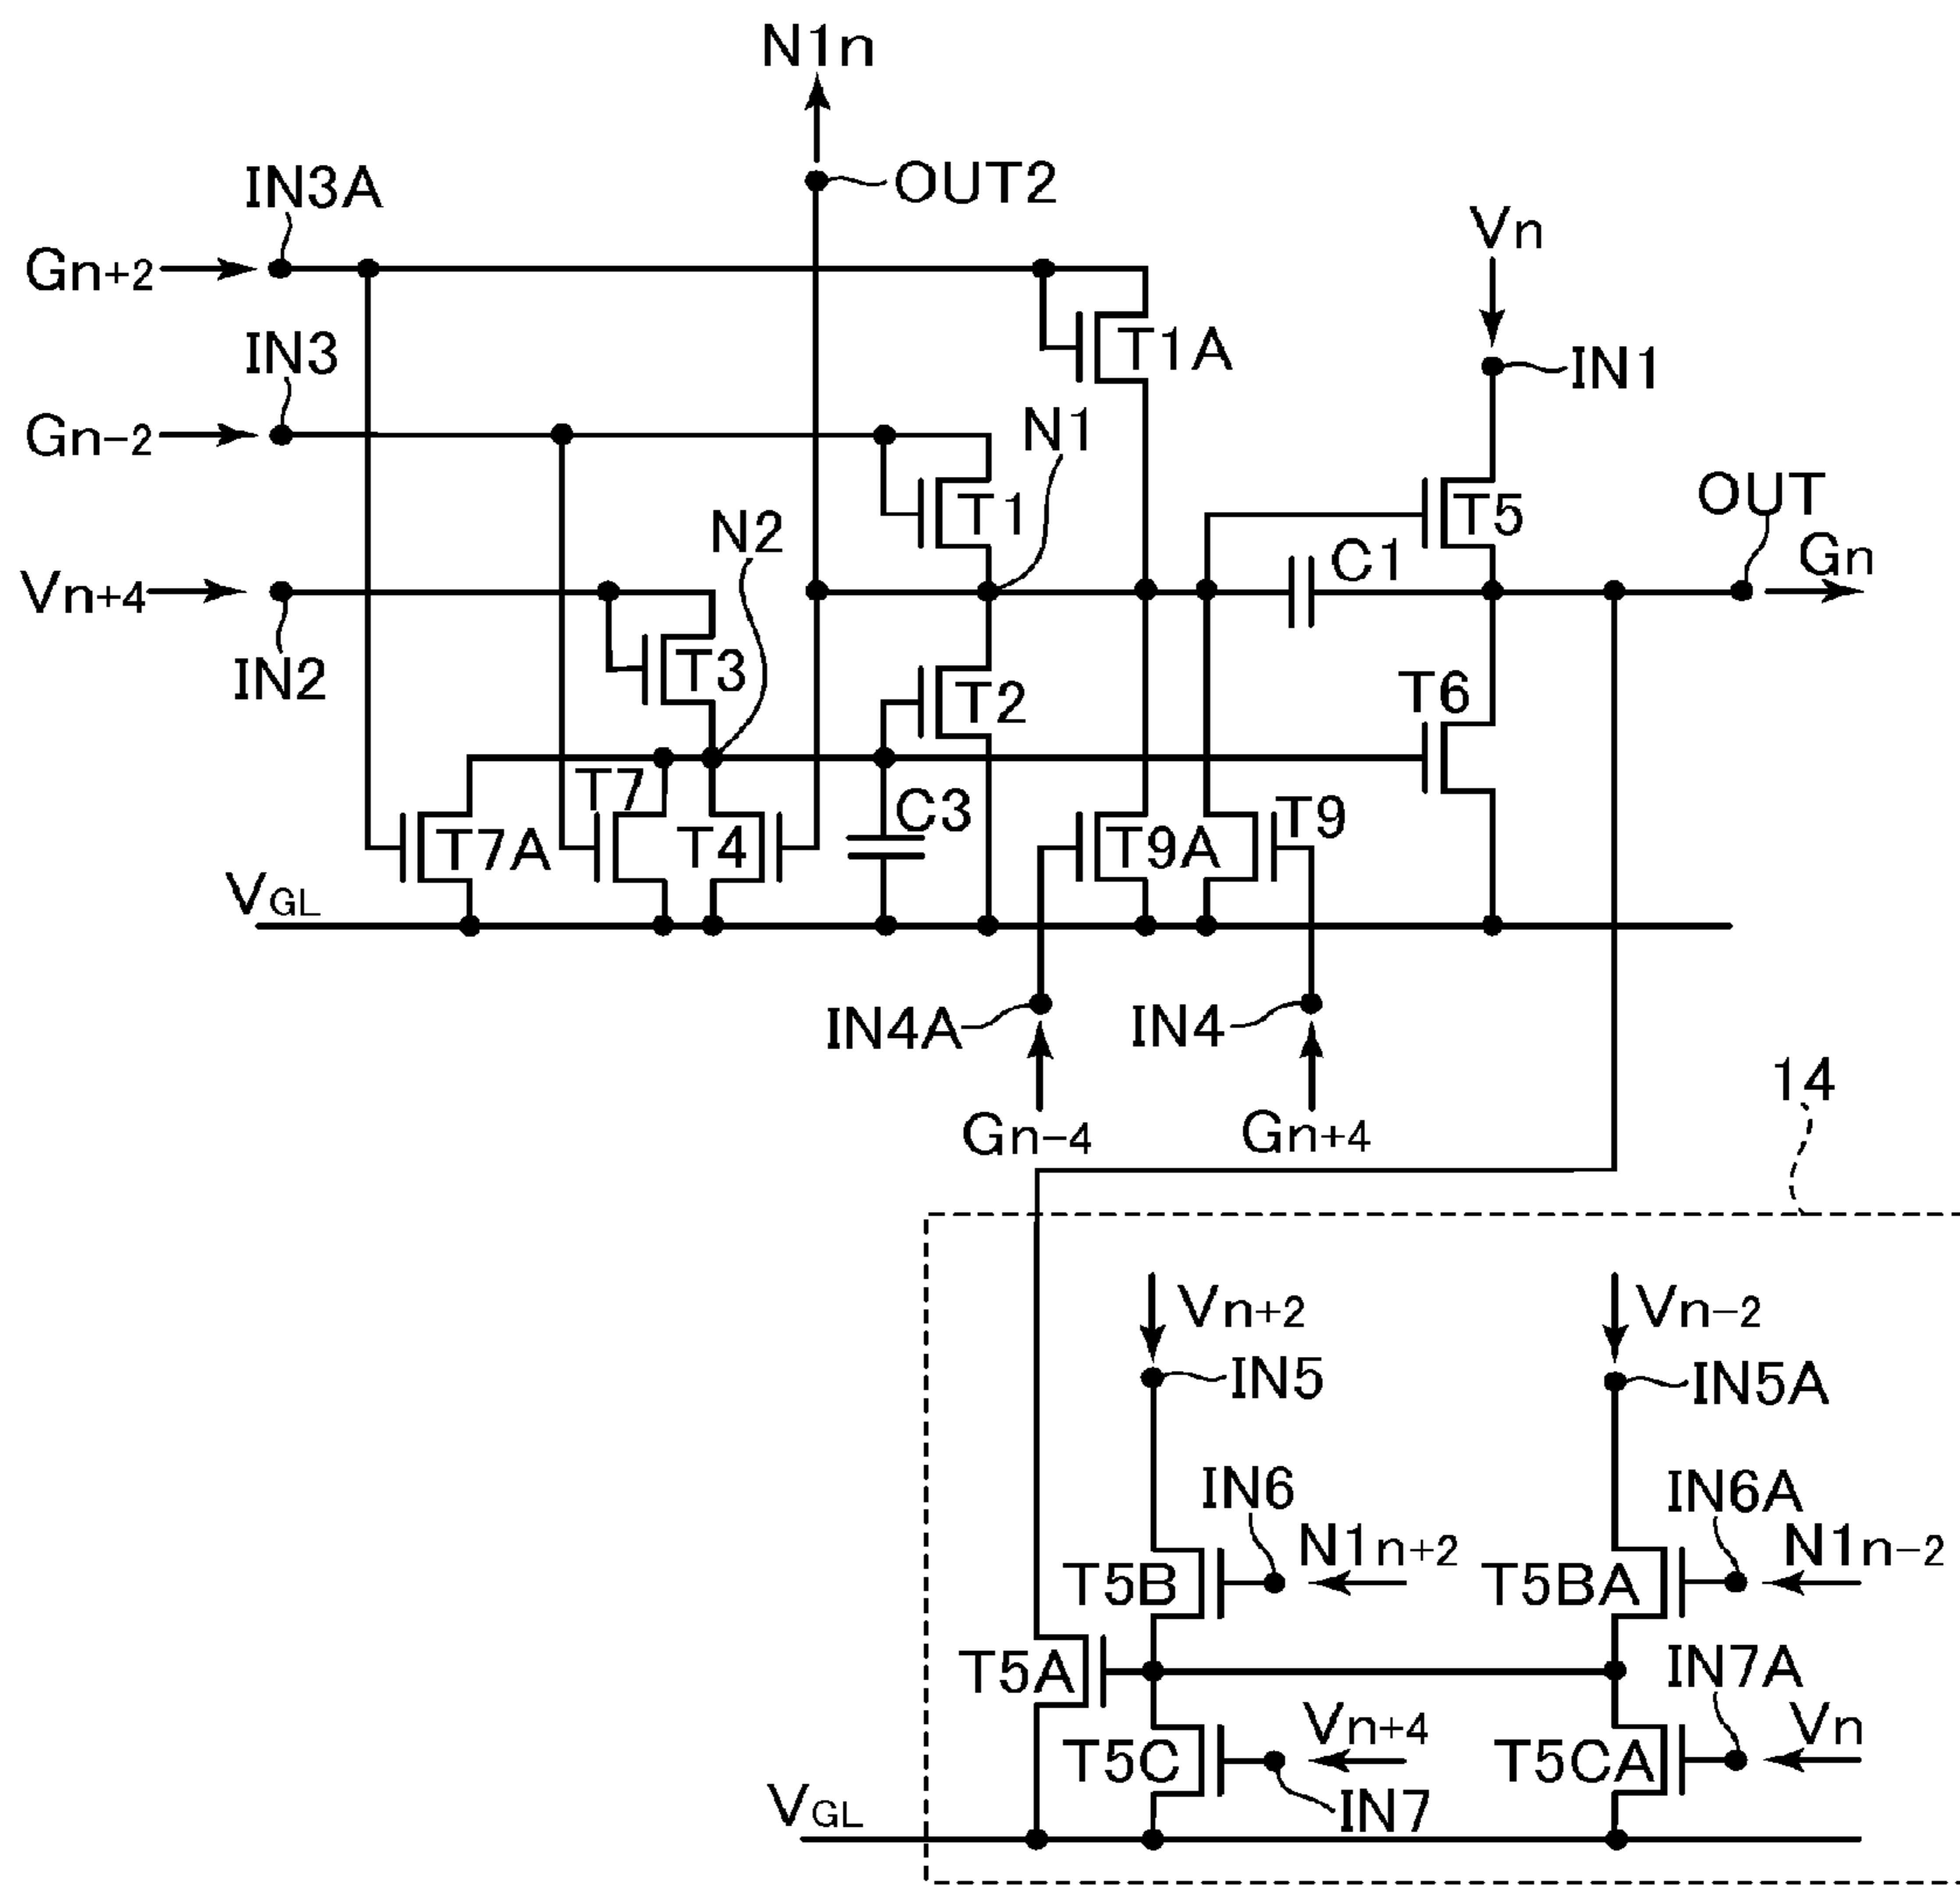 N1n
OUT2
IN3A
Gn+2
Vn
T1A
IN3
IN1
Gn-2
N1
OUT
T1
T5
N2
C1
Gn
Vn+4
IN2
T3
T2
T6
T7
C3
T9
T7A
T4
T9A
VGL
IN4A
IN4
Gn-4
Gn+4
14
Vn+2
Vn-2
IN5
IN5A
IN6
IN6A
N1n+2
N1n-2
T5B
T5BA
T5A
IN7A
Vn+4
Vn
T5C
T5CA
VGL
IN7